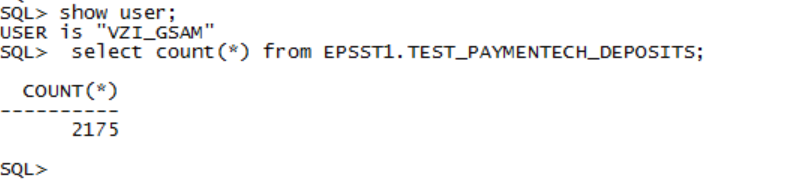 SQL> show user;
USER is "VZI_GSAM"
SQL>  select count(*) from EPSST1.TEST_PAYMENTECH_DEPOSITS;
  COUNT(*)
----------
      2175
SQL>